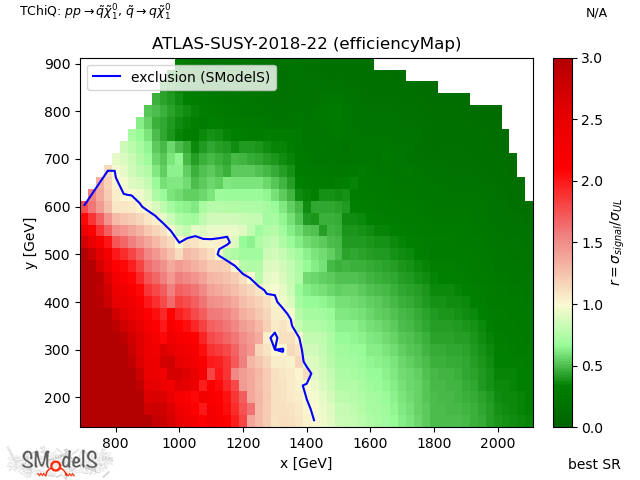 TChiQ: pp → q̃χ̃₁⁰, q̃ → qχ̃₁⁰
N/A
ATLAS-SUSY-2018-22 (efficiencyMap)
exclusion (SModelS)
900
800
700
600
500
400
300
200
y [GeV]
800
1000
1200
1400
1600
1800
2000
x [GeV]
3.0
2.5
2.0
1.5
1.0
0.5
0.0
r = σ_signal/σ_UL
best SR
SModelS